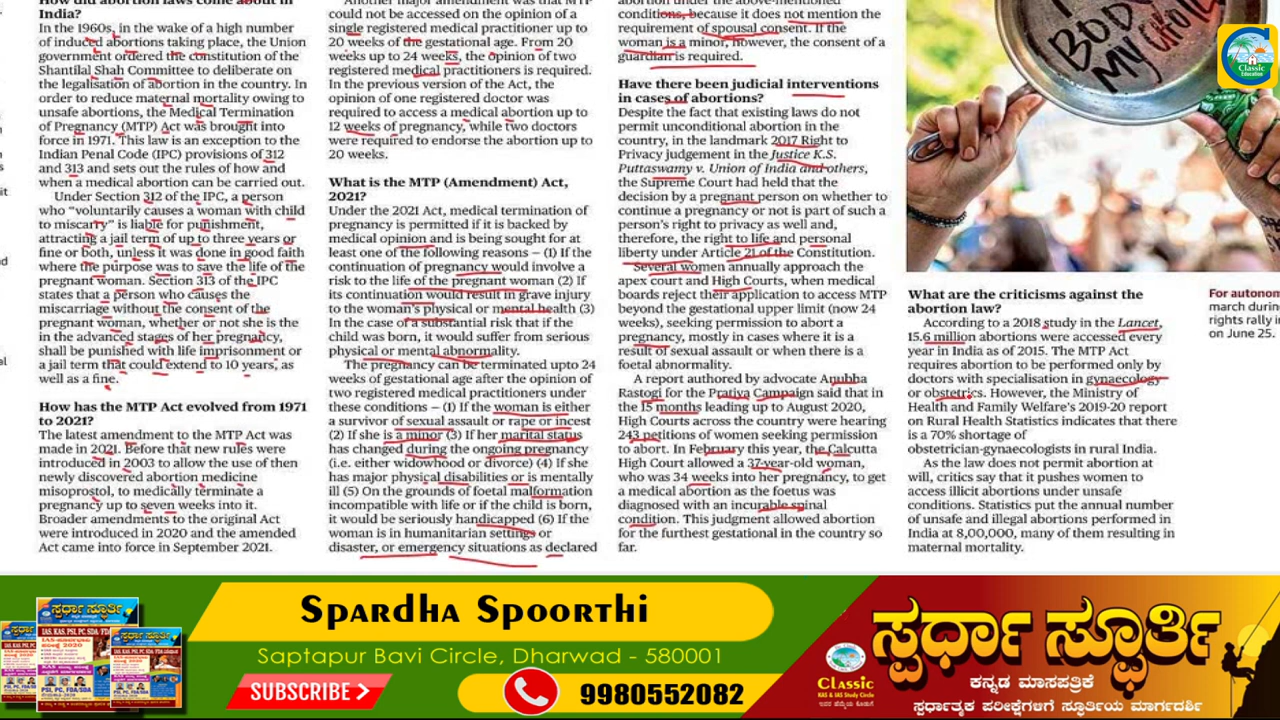 How did abortion laws come about in
India?
In the 1960s, in the wake of a high number
of induced abortions taking place, the Union
government ordered the constitution of the
Shantilal Shah Committee to deliberate on
the legalisation of abortion in the country. In
order to reduce maternal mortality owing to
unsafe abortions, the Medical Termination
of Pregnancy (MTP) Act was brought into
force in 1971. This law is an exception to the
Indian Penal Code (IPC) provisions of 312
and 313 and sets out the rules of how and
when a medical abortion can be carried out.
Under Section 312 of the IPC, a person
who “voluntarily causes a woman with child
to miscarry” is liable for punishment,
attracting a jail term of up to three years or
fine or both, unless it was done in good faith
where the purpose was to save the life of the
pregnant woman. Section 313 of the IPC
states that a person who causes the
miscarriage without the consent of the
pregnant woman, whether or not she is the
in the advanced stages of her pregnancy,
shall be punished with life imprisonment or
a jail term that could extend to 10 years, as
well as a fine.
How has the MTP Act evolved from 1971
to 2021?
The latest amendment to the MTP Act was
made in 2021. Before that new rules were
introduced in 2003 to allow the use of then
newly discovered abortion medicine
misoprostol, to medically terminate a
pregnancy up to seven weeks into it.
Broader amendments to the original Act
were introduced in 2020 and the amended
Act came into force in September 2021.
Another major amendment was that MTP
could not be accessed on the opinion of a
single registered medical practitioner up to
20 weeks of the gestational age. From 20
weeks up to 24 weeks, the opinion of two
registered medical practitioners is required.
In the previous version of the Act, the
opinion of one registered doctor was
required to access a medical abortion up to
12 weeks of pregnancy, while two doctors
were required to endorse the abortion up to
20 weeks.
What is the MTP (Amendment) Act,
2021?
Under the 2021 Act, medical termination of
pregnancy is permitted if it is backed by
medical opinion and is being sought for at
least one of the following reasons – (1) If the
continuation of pregnancy would involve a
risk to the life of the pregnant woman (2) If
its continuation would result in grave injury
to the woman’s physical or mental health (3)
In the case of a substantial risk that if the
child was born, it would suffer from serious
physical or mental abnormality.
The pregnancy can be terminated upto 24
weeks of gestational age after the opinion of
two registered medical practitioners under
these conditions – (1) If the woman is either
a survivor of sexual assault or rape or incest
(2) If she is a minor (3) If her marital status
has changed during the ongoing pregnancy
(i.e. either widowhood or divorce) (4) If she
has major physical disabilities or is mentally
ill (5) On the grounds of foetal malformation
incompatible with life or if the child is born,
it would be seriously handicapped (6) If the
woman is in humanitarian settings or
disaster, or emergency situations as declared
abortion under the above-mentioned
conditions, because it does not mention the
requirement of spousal consent. If the
woman is a minor, however, the consent of a
guardian is required.
Have there been judicial interventions
in cases of abortions?
Despite the fact that existing laws do not
permit unconditional abortion in the
country, in the landmark 2017 Right to
Privacy judgement in the Justice K.S.
Puttaswamy v. Union of India and others,
the Supreme Court had held that the
decision by a pregnant person on whether to
continue a pregnancy or not is part of such a
person’s right to privacy as well and,
therefore, the right to life and personal
liberty under Article 21 of the Constitution.
Several women annually approach the
apex court and High Courts, when medical
boards reject their application to access MTP
beyond the gestational upper limit (now 24
weeks), seeking permission to abort a
pregnancy, mostly in cases where it is a
result of sexual assault or when there is a
foetal abnormality.
A report authored by advocate Anubha
Rastogi for the Pratiya Campaign said that in
the 15 months leading up to August 2020,
High Courts across the country were hearing
243 petitions of women seeking permission
to abort. In February this year, the Calcutta
High Court allowed a 37-year-old woman,
who was 34 weeks into her pregnancy, to get
a medical abortion as the foetus was
diagnosed with an incurable spinal
condition. This judgment allowed abortion
for the furthest gestational in the country so
far.
BODY
MY
Classic
Education
What are the criticisms against the
abortion law?
According to a 2018 study in the Lancet,
15.6 million abortions were accessed every
year in India as of 2015. The MTP Act
requires abortion to be performed only by
doctors with specialisation in gynaecology
or obstetrics. However, the Ministry of
Health and Family Welfare’s 2019-20 report
on Rural Health Statistics indicates that there
is a 70% shortage of
obstetrician-gynaecologists in rural India.
As the law does not permit abortion at
will, critics say that it pushes women to
access illicit abortions under unsafe
conditions. Statistics put the annual number
of unsafe and illegal abortions performed in
India at 8,00,000, many of them resulting in
maternal mortality.
For autonom
march durin
rights rally i
on June 25.
Spardha Spoorthi
Saptapur Bavi Circle, Dharwad - 580001
SUBSCRIBE >
9980552082
ಸ್ಪರ್ಧಾ ಸ್ಫೂರ್ತಿ
Classic
KAS & IAS Study Circle
ಕನ್ನಡ ಮಾಸಪತ್ರಿಕೆ
ಸ್ಪರ್ಧಾತ್ಮಕ ಪರೀಕ್ಷೆಗಳಿಗೆ ಸ್ಫೂರ್ತಿಯ ಮಾರ್ಗದರ್ಶಿ